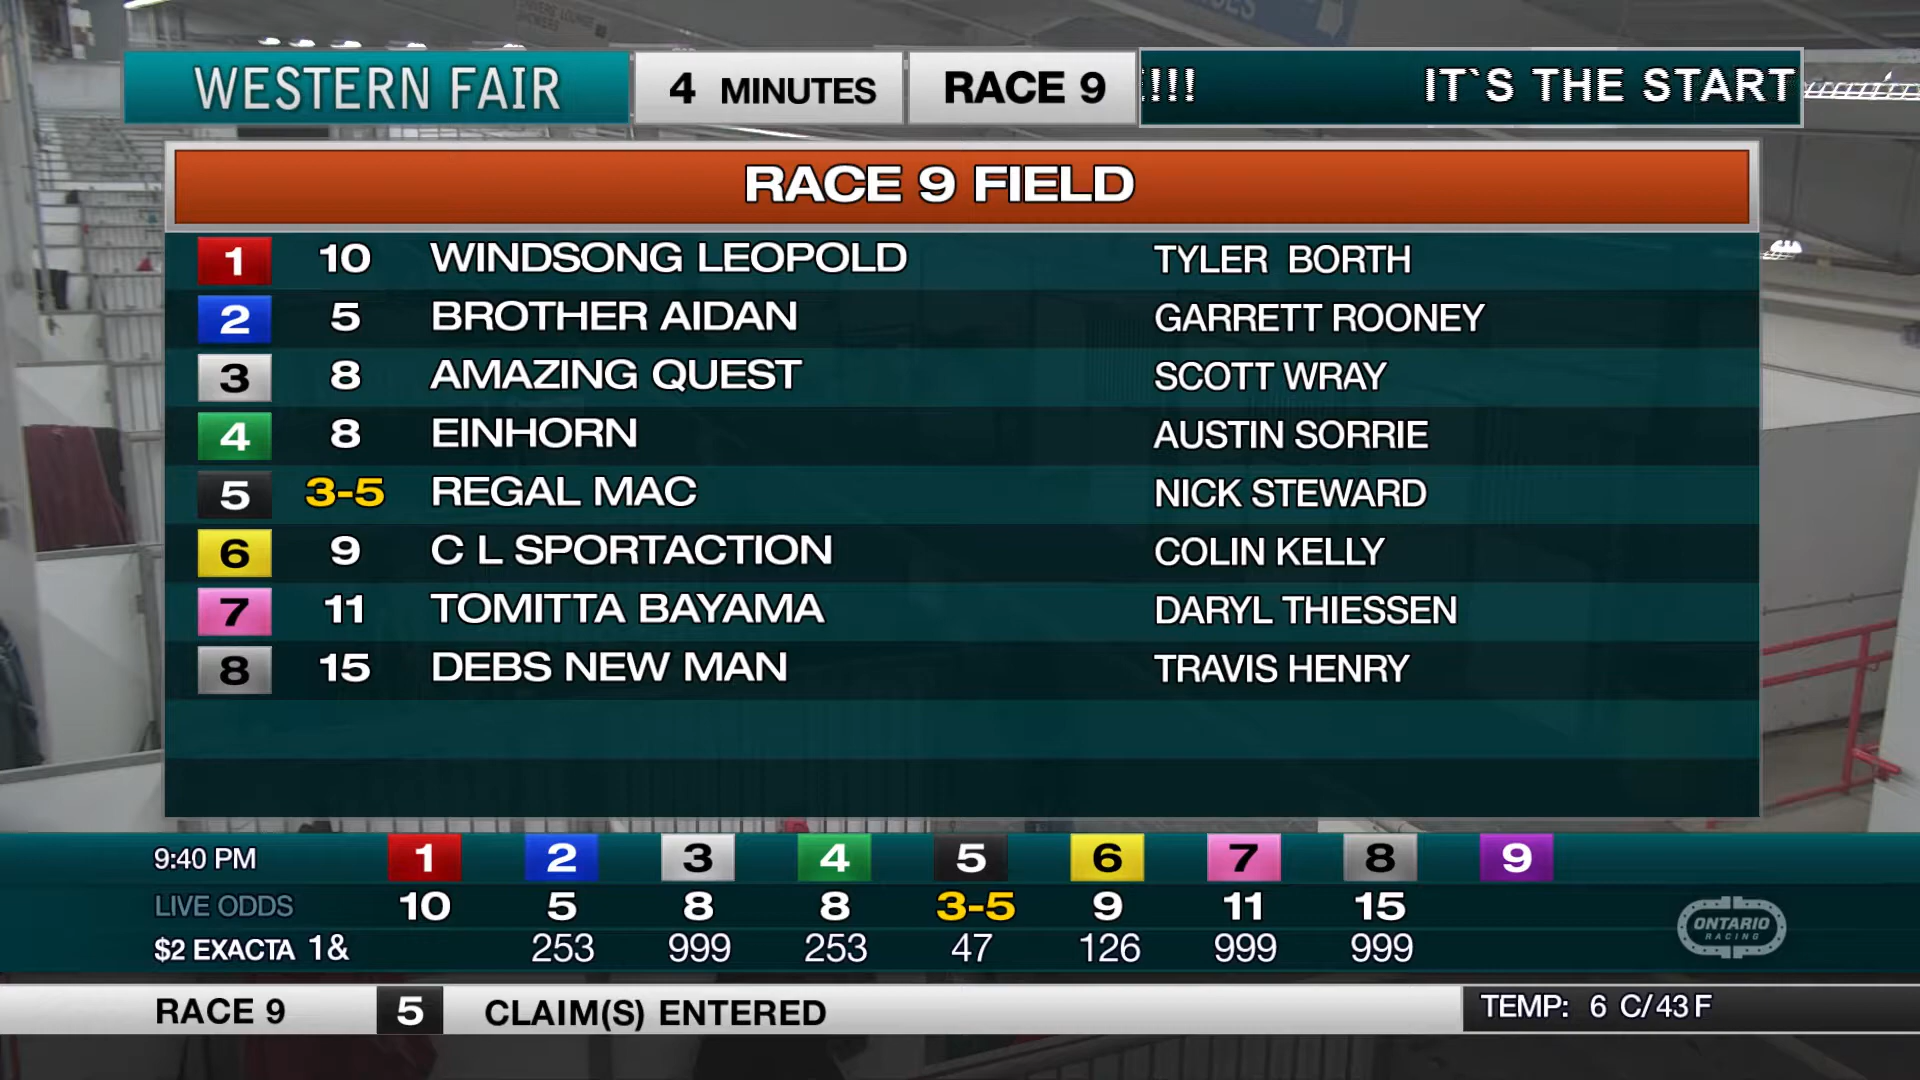 WESTERN FAIR 4 MINUTES RACE 9 !!! IT`S THE START
RACE 9 FIELD
1 10 WINDSONG LEOPOLD TYLER BORTH
2 5 BROTHER AIDAN GARRETT ROONEY
3 8 AMAZING QUEST SCOTT WRAY
4 8 EINHORN AUSTIN SORRIE
5 3-5 REGAL MAC NICK STEWARD
6 9 C L SPORTACTION COLIN KELLY
7 11 TOMITTA BAYAMA DARYL THIESSEN
8 15 DEBS NEW MAN TRAVIS HENRY
9:40 PM 1 2 3 4 5 6 7 8 9
LIVE ODDS 10 5 8 8 3-5 9 11 15
$2 EXACTA 1& 253 999 253 47 126 999 999
ONTARIO
RACING
RACE 9 5 CLAIM(S) ENTERED TEMP: 6 C/43 F